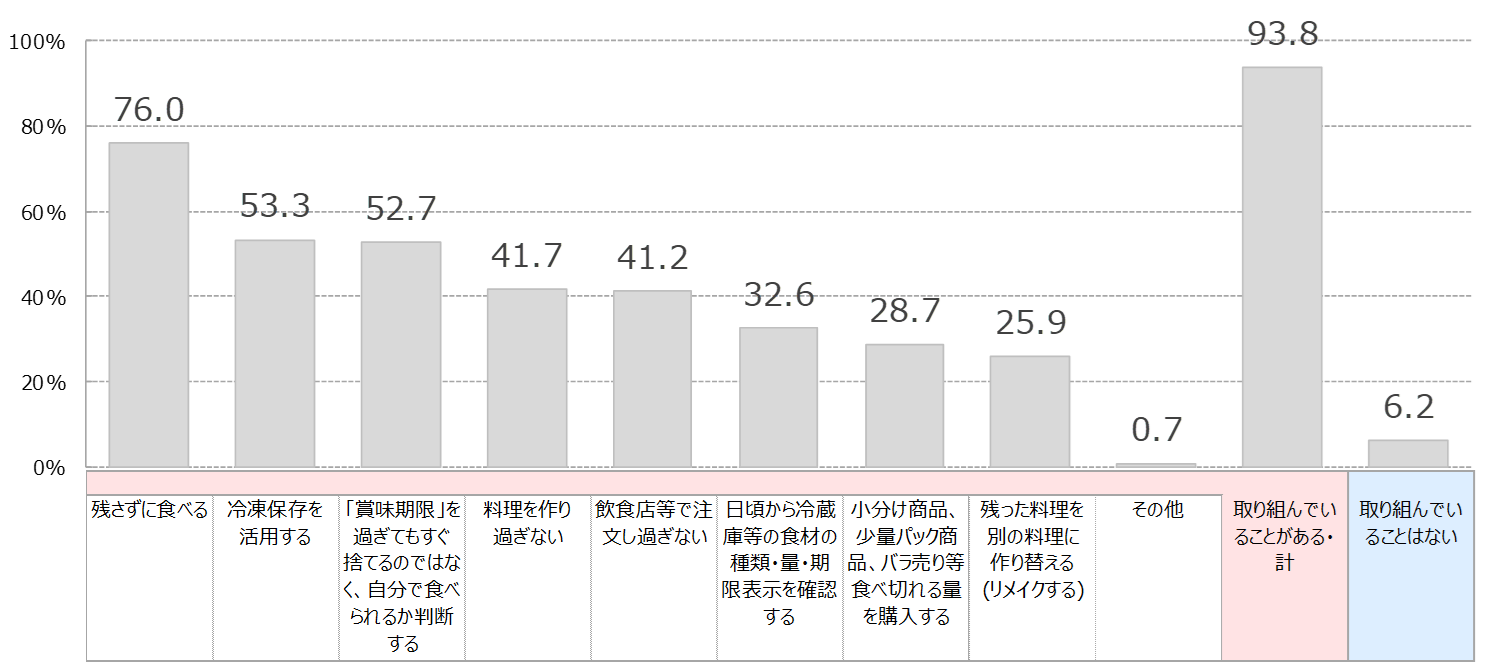 100%
80%
60%
40%
20%
0%
76.0
53.3
52.7
41.7
41.2
32.6
28.7
25.9
0.7
93.8
6.2
残さずに食べる
冷凍保存を
活用する
「賞味期限」を
過ぎてもすぐ
捨てるのではな
く、自分で食べ
られるか判断
する
料理を作り
過ぎない
飲食店等で注
文し過ぎない
日頃から冷蔵
庫等の食材の
種類・量・期
限表示を確認
する
小分け商品、
少量パック商
品、バラ売り等
食べ切れる量
を購入する
残った料理を
別の料理に
作り替える
(リメイクする)
その他
取り組んでい
ることがある・
計
取り組んでい
ることはない